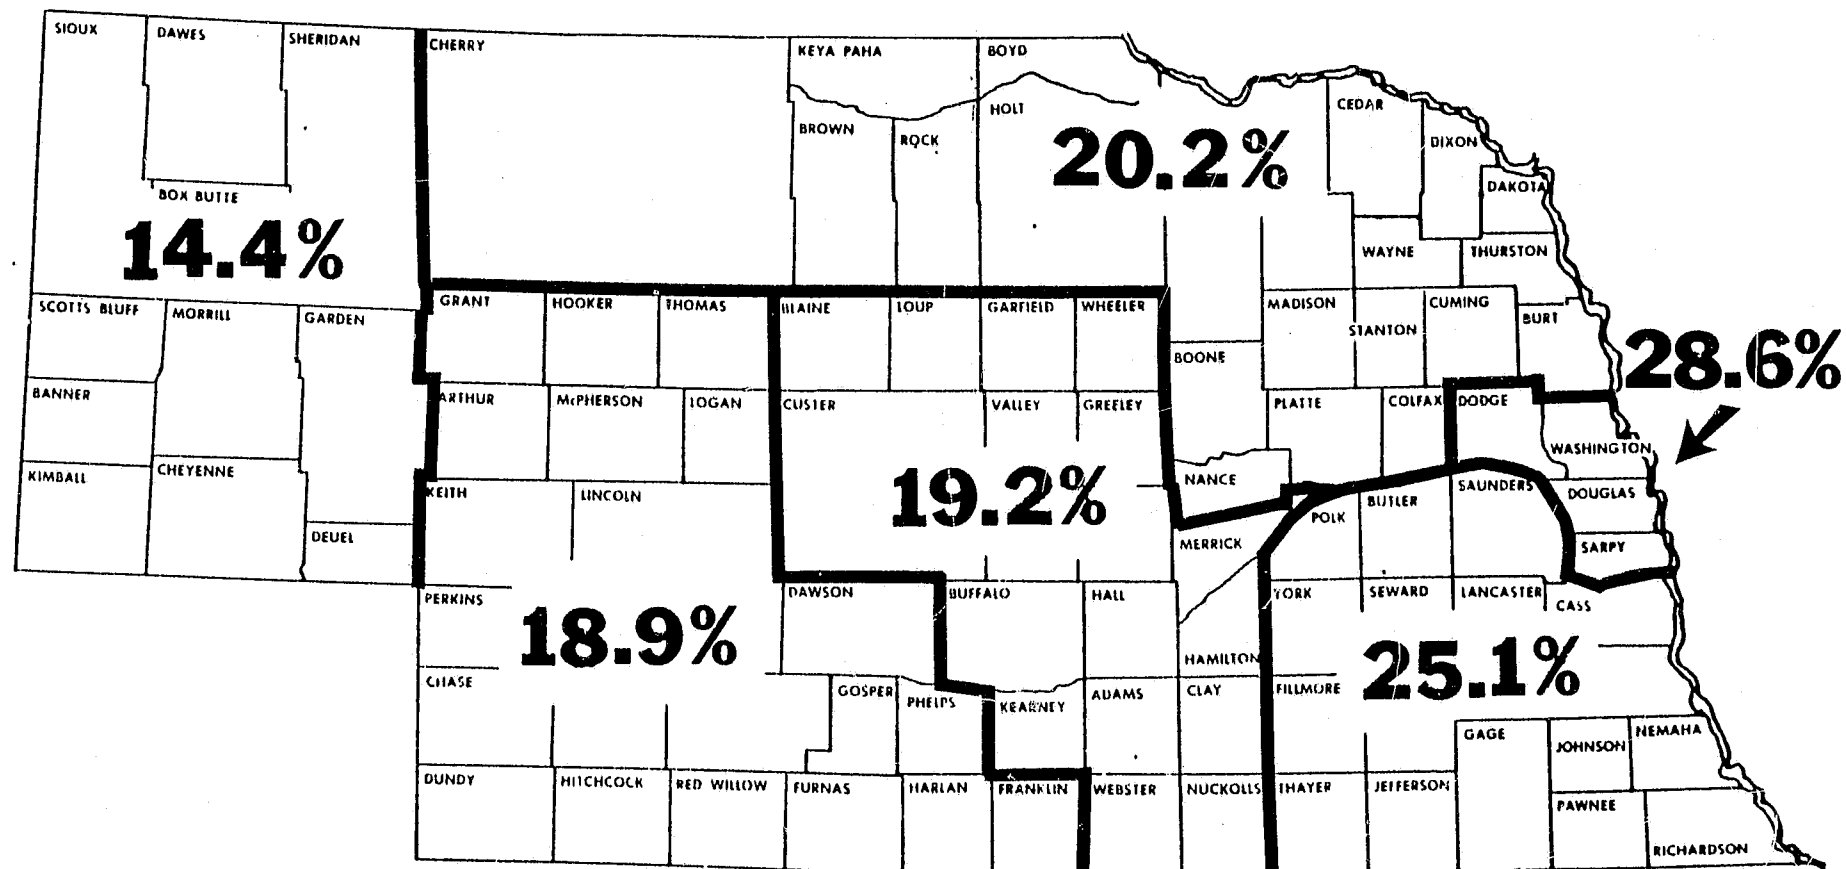 SIOUX
DAWES
SHERIDAN
CHERRY
KEYA PAHA
BOYD
HOLT
BROWN
ROCK
CEDAR
DIXON
DAKOTA
20.2%
BOX BUTTE
14.4%
WAYNE
THURSTON
SCOTTS BLUFF
MORRILL
GARDEN
GRANT
HOOKER
THOMAS
BLAINE
LOUP
GARFIELD
WHEELER
MADISON
STANTON
CUMING
BURT
28.6%
BOONE
BANNER
ARTHUR
McPHERSON
LOGAN
CUSTER
VALLEY
GREELEY
PLATTE
COLFAX
DODGE
WASHINGTON
KIMBALL
CHEYENNE
KEITH
LINCOLN
19.2%
NANCE
BUTLER
SAUNDERS
DOUGLAS
POLK
DEUEL
MERRICK
SARPY
PERKINS
18.9%
DAWSON
BUFFALO
HALL
YORK
SEWARD
LANCASTER
CASS
HAMILTON
25.1%
CHASE
GOSPER
PHELPS
KEARNEY
ADAMS
CLAY
FILLMORE
GAGE
JOHNSON
NEMAHA
DUNDY
HITCHCOCK
RED WILLOW
FURNAS
HARLAN
FRANKLIN
WEBSTER
NUCKOLLS
THAYER
JEFFERSON
PAWNEE
RICHARDSON